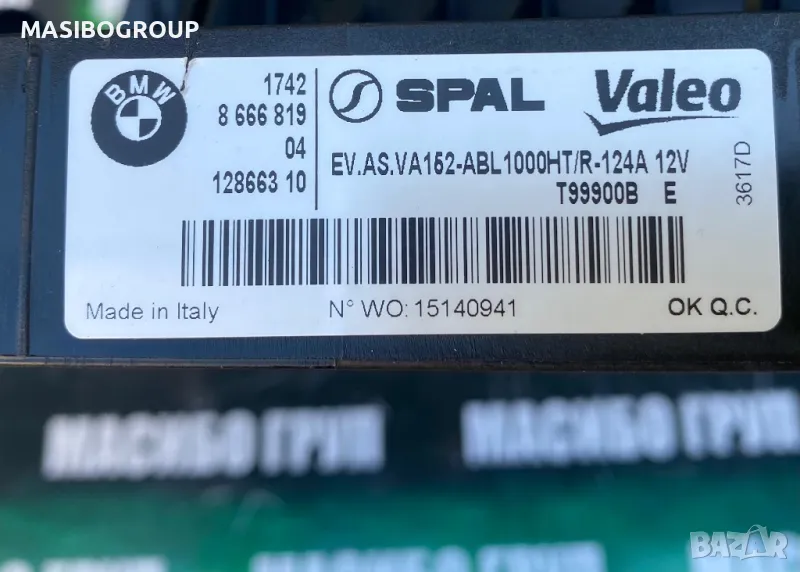 MASIBOGROUP
BMW
1742
8 666 819
04
128663 10
SPAL
Valeo
EV.AS.VA152-ABL1000HT/R-124A 12V
T99900B E
3617D
Made in Italy
N° WO: 15140941
OK Q.C.
МАСИБО ГРУП
МАСИБО ГРУП
BAZAR